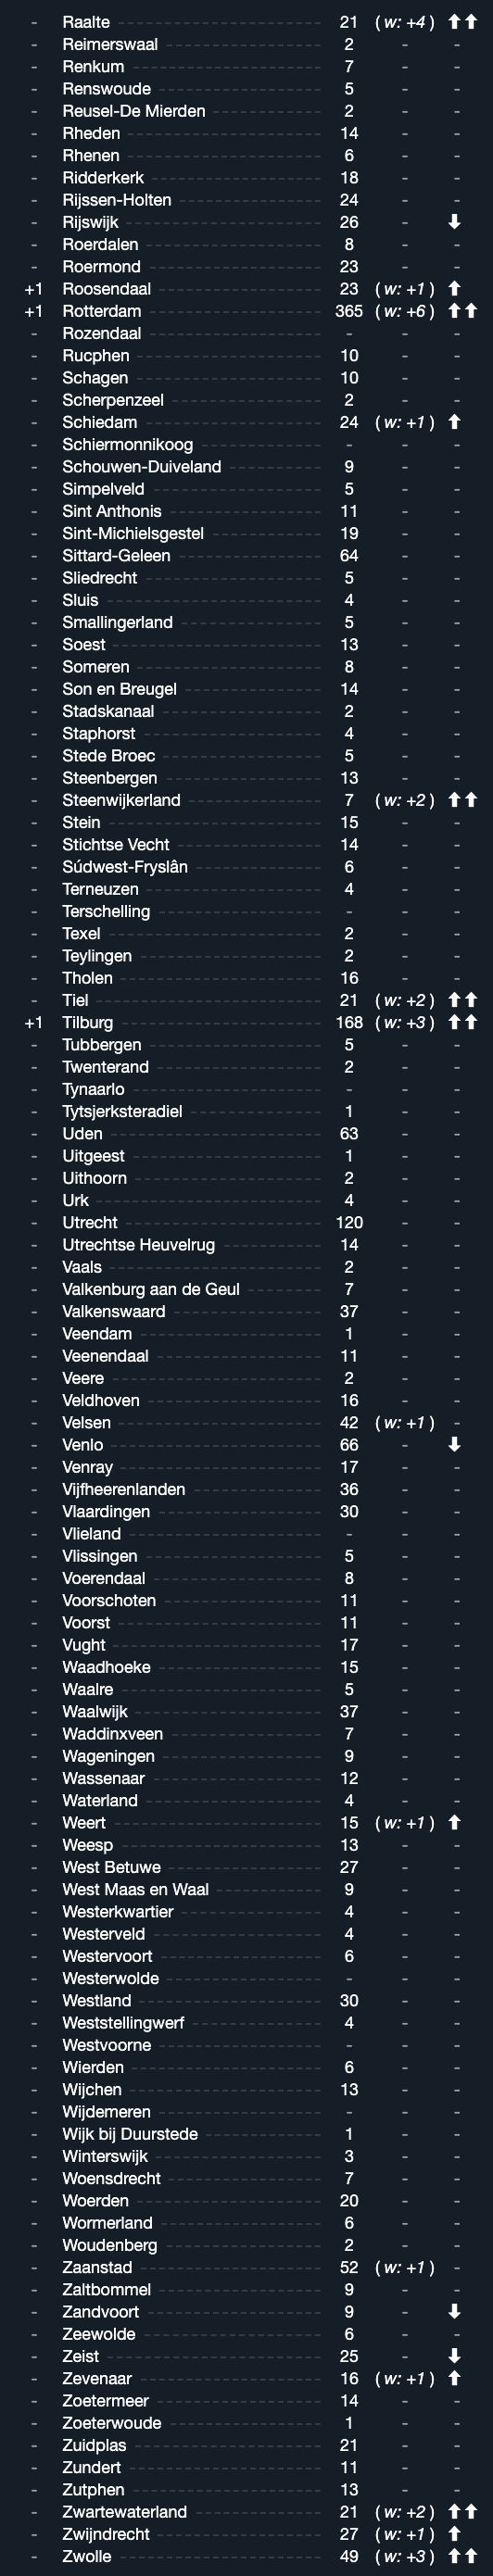 - Raalte 21 ( w: +4 ) ⬆⬆
- Reimerswaal 2 - -
- Renkum 7 - -
- Renswoude 5 - -
- Reusel-De Mierden 2 - -
- Rheden 14 - -
- Rhenen 6 - -
- Ridderkerk 18 - -
- Rijssen-Holten 24 - -
- Rijswijk 26 - ⬇
- Roerdalen 8 - -
- Roermond 23 - -
+1 Roosendaal 23 ( w: +1 ) ⬆
+1 Rotterdam 365 ( w: +6 ) ⬆⬆
- Rozendaal - - -
- Rucphen 10 - -
- Schagen 10 - -
- Scherpenzeel 2 - -
- Schiedam 24 ( w: +1 ) ⬆
- Schiermonnikoog - - -
- Schouwen-Duiveland 9 - -
- Simpelveld 5 - -
- Sint Anthonis 11 - -
- Sint-Michielsgestel 19 - -
- Sittard-Geleen 64 - -
- Sliedrecht 5 - -
- Sluis 4 - -
- Smallingerland 5 - -
- Soest 13 - -
- Someren 8 - -
- Son en Breugel 14 - -
- Stadskanaal 2 - -
- Staphorst 4 - -
- Stede Broec 5 - -
- Steenbergen 13 - -
- Steenwijkerland 7 ( w: +2 ) ⬆⬆
- Stein 15 - -
- Stichtse Vecht 14 - -
- Súdwest-Fryslân 6 - -
- Terneuzen 4 - -
- Terschelling - - -
- Texel 2 - -
- Teylingen 2 - -
- Tholen 16 - -
- Tiel 21 ( w: +2 ) ⬆⬆
+1 Tilburg 168 ( w: +3 ) ⬆⬆
- Tubbergen 5 - -
- Twenterand 2 - -
- Tynaarlo - - -
- Tytsjerksteradiel 1 - -
- Uden 63 - -
- Uitgeest 1 - -
- Uithoorn 2 - -
- Urk 4 - -
- Utrecht 120 - -
- Utrechtse Heuvelrug 14 - -
- Vaals 2 - -
- Valkenburg aan de Geul 7 - -
- Valkenswaard 37 - -
- Veendam 1 - -
- Veenendaal 11 - -
- Veere 2 - -
- Veldhoven 16 - -
- Velsen 42 ( w: +1 ) -
- Venlo 66 - ⬇
- Venray 17 - -
- Vijfheerenlanden 36 - -
- Vlaardingen 30 - -
- Vlieland - - -
- Vlissingen 5 - -
- Voerendaal 8 - -
- Voorschoten 11 - -
- Voorst 11 - -
- Vught 17 - -
- Waadhoeke 15 - -
- Waalre 5 - -
- Waalwijk 37 - -
- Waddinxveen 7 - -
- Wageningen 9 - -
- Wassenaar 12 - -
- Waterland 4 - -
- Weert 15 ( w: +1 ) ⬆
- Weesp 13 - -
- West Betuwe 27 - -
- West Maas en Waal 9 - -
- Westerkwartier 4 - -
- Westerveld 4 - -
- Westervoort 6 - -
- Westerwolde - - -
- Westland 30 - -
- Weststellingwerf 4 - -
- Westvoorne - - -
- Wierden 6 - -
- Wijchen 13 - -
- Wijdemeren - - -
- Wijk bij Duurstede 1 - -
- Winterswijk 3 - -
- Woensdrecht 7 - -
- Woerden 20 - -
- Wormerland 6 - -
- Woudenberg 2 - -
- Zaanstad 52 ( w: +1 ) -
- Zaltbommel 9 - -
- Zandvoort 9 - ⬇
- Zeewolde 6 - -
- Zeist 25 - ⬇
- Zevenaar 16 ( w: +1 ) ⬆
- Zoetermeer 14 - -
- Zoeterwoude 1 - -
- Zuidplas 21 - -
- Zundert 11 - -
- Zutphen 13 - -
- Zwartewaterland 21 ( w: +2 ) ⬆⬆
- Zwijndrecht 27 ( w: +1 ) ⬆
- Zwolle 49 ( w: +3 ) ⬆⬆